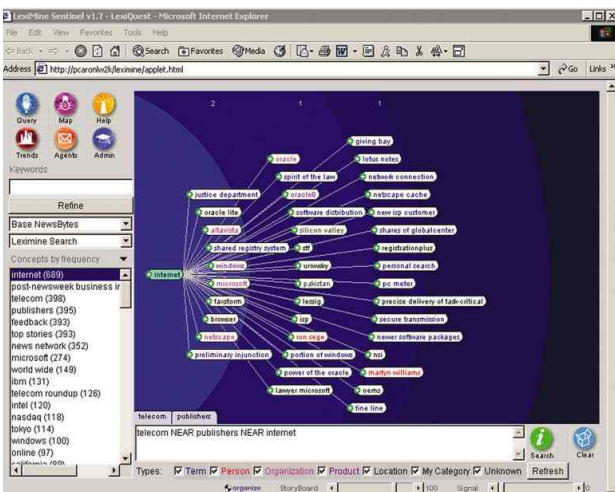 LexiMine Sentinel v1.7 - LexiQuest - Microsoft Internet Explorer
File Edit View Favorites Tools Help
Back Search Favorites Media
Address http://pcaronlw2k/leximine/applet.html Go Links
Query Map Help
Trends Agents Admin
Keywords
Refine
Base NewsBytes
Leximine Search
Concepts by frequency
internet (689)
post-newsweek business in
telecom (398)
publishers (395)
feedback (393)
top stories (393)
news network (352)
microsoft (274)
world wide (149)
ibm (131)
telecom roundup (126)
intel (120)
nasdaq (118)
tokyo (114)
windows (100)
online (97)
california (89)
2 1 1
internet
justice department
oracle lite
altavista
shared registry system
windows
microsoft
faxstorm
browser
netscape
preliminary injunction
oracle
spirit of the law
oracle8
software distribution
silicon valley
stf
urowsky
pakistan
lessig
isp
ron sege
portion of windows
power of the oracle
lawyer microsoft
giving bay
lotus notes
network connection
netscape cache
new isp customer
shares of globalcenter
registrationplus
personal search
pc meter
precise delivery of task-critical
secure transmission
newer software packages
nsi
martyn williams
oems
fine line
telecom publishers
telecom NEAR publishers NEAR internet
Search Clear
Types: Term Person Organization Product Location My Category Unknown Refresh
organize StoryBoard 100 Signal 0